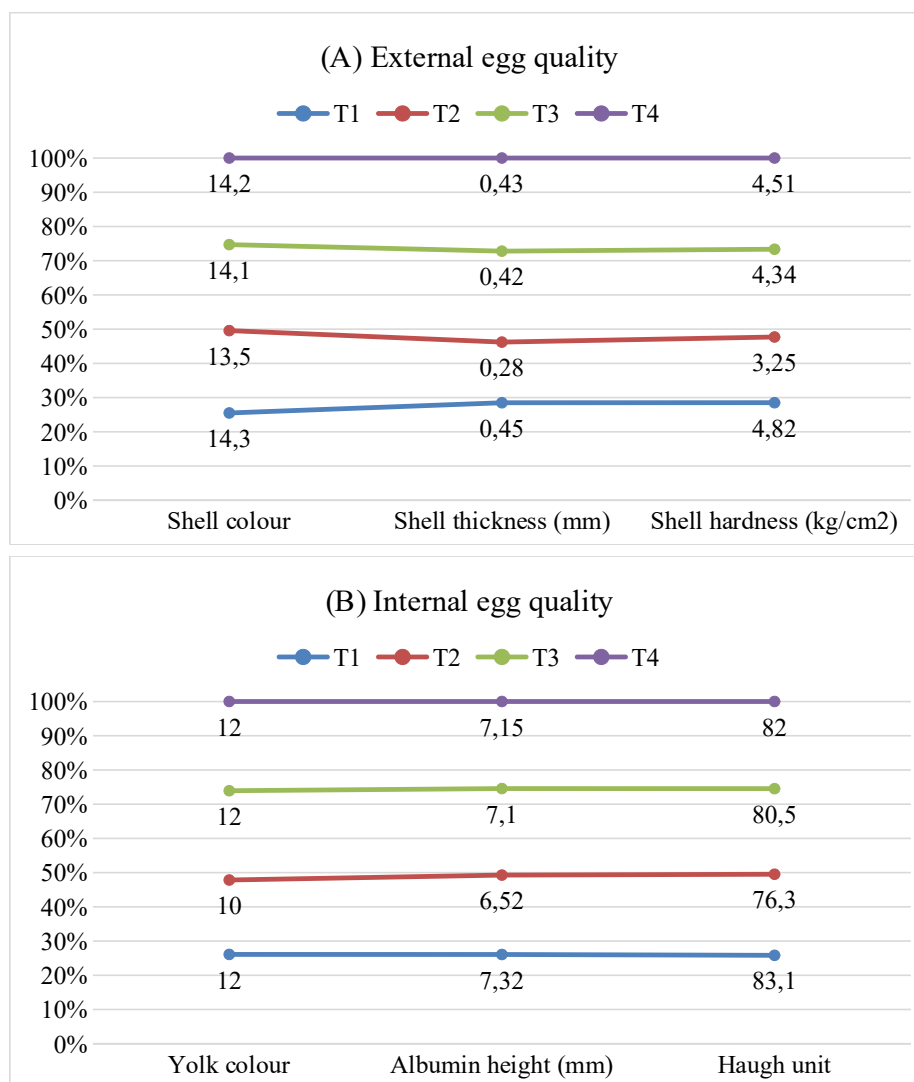 (A) External egg quality
T1 T2 T3 T4
100%
90%
80%
70%
60%
50%
40%
30%
20%
10%
0%
14,2 0,43 4,51
14,1 0,42 4,34
13,5 0,28 3,25
14,3 0,45 4,82
Shell colour Shell thickness (mm) Shell hardness (kg/cm2)
(B) Internal egg quality
T1 T2 T3 T4
100%
90%
80%
70%
60%
50%
40%
30%
20%
10%
0%
12 7,15 82
12 7,1 80,5
10 6,52 76,3
12 7,32 83,1
Yolk colour Albumin height (mm) Haugh unit